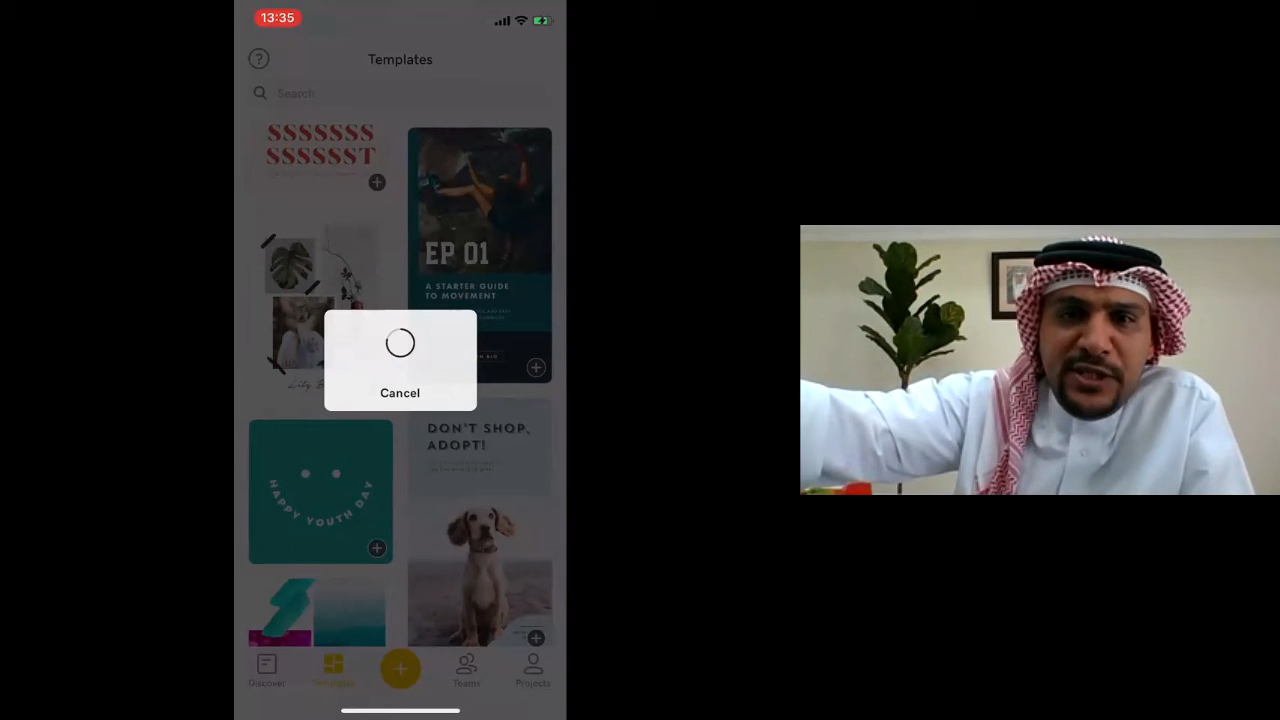 13:35
?
Templates
Search
SSSSSSS
SSSSSST
EP 01
A STARTER GUIDE
TO MOVEMENT
Cancel
DON'T SHOP,
ADOPT!
HAPPY YOUTH DAY
Discover
Templates
Teams
Projects